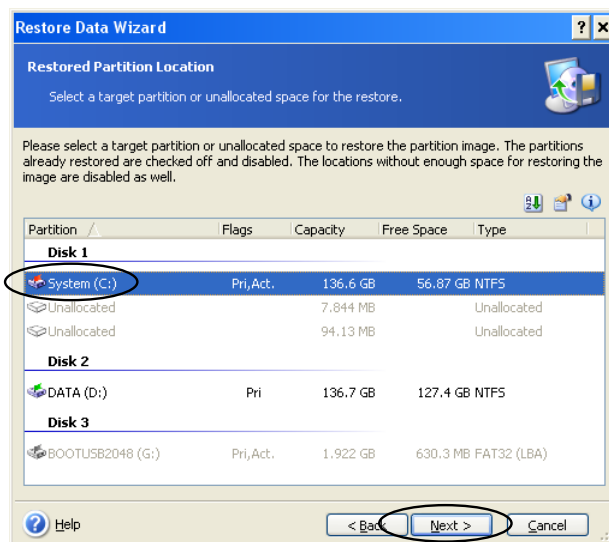 Restore Data Wizard
Restored Partition Location
Select a target partition or unallocated space for the restore.
Please select a target partition or unallocated space to restore the partition image. The partitions
already restored are checked off and disabled. The locations without enough space for restoring the
image are disabled as well.
Partition Flags Capacity Free Space Type
Disk 1
System (C:) Pri,Act. 136.6 GB 56.87 GB NTFS
Unallocated 7.844 MB Unallocated
Unallocated 94.13 MB Unallocated
Disk 2
DATA (D:) Pri 136.7 GB 127.4 GB NTFS
Disk 3
BOOTUSB2048 (G:) Pri,Act. 1.922 GB 630.3 MB FAT32 (LBA)
Help < Back Next > Cancel